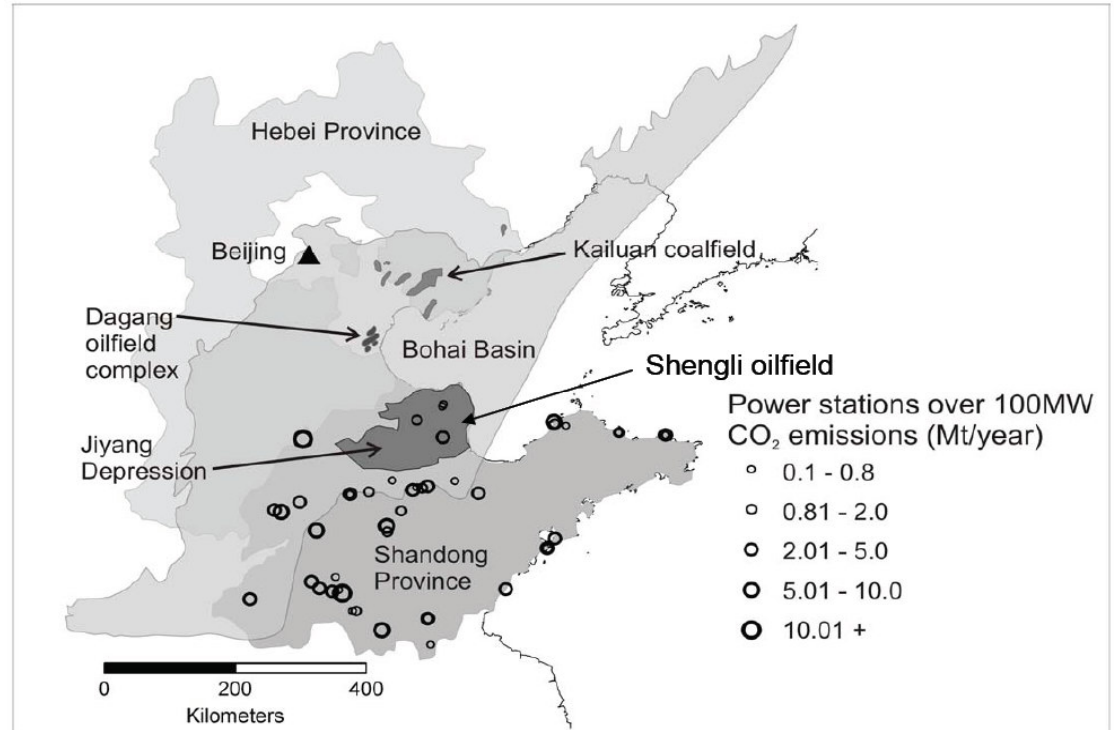 Hebei Province
Beijing
Kailuan coalfield
Dagang
oilfield
complex
Bohai Basin
Shengli oilfield
Jiyang
Depression
Shandong
Province
Power stations over 100MW
CO₂ emissions (Mt/year)
0.1 - 0.8
0.81 - 2.0
2.01 - 5.0
5.01 - 10.0
10.01 +
0 200 400
Kilometers